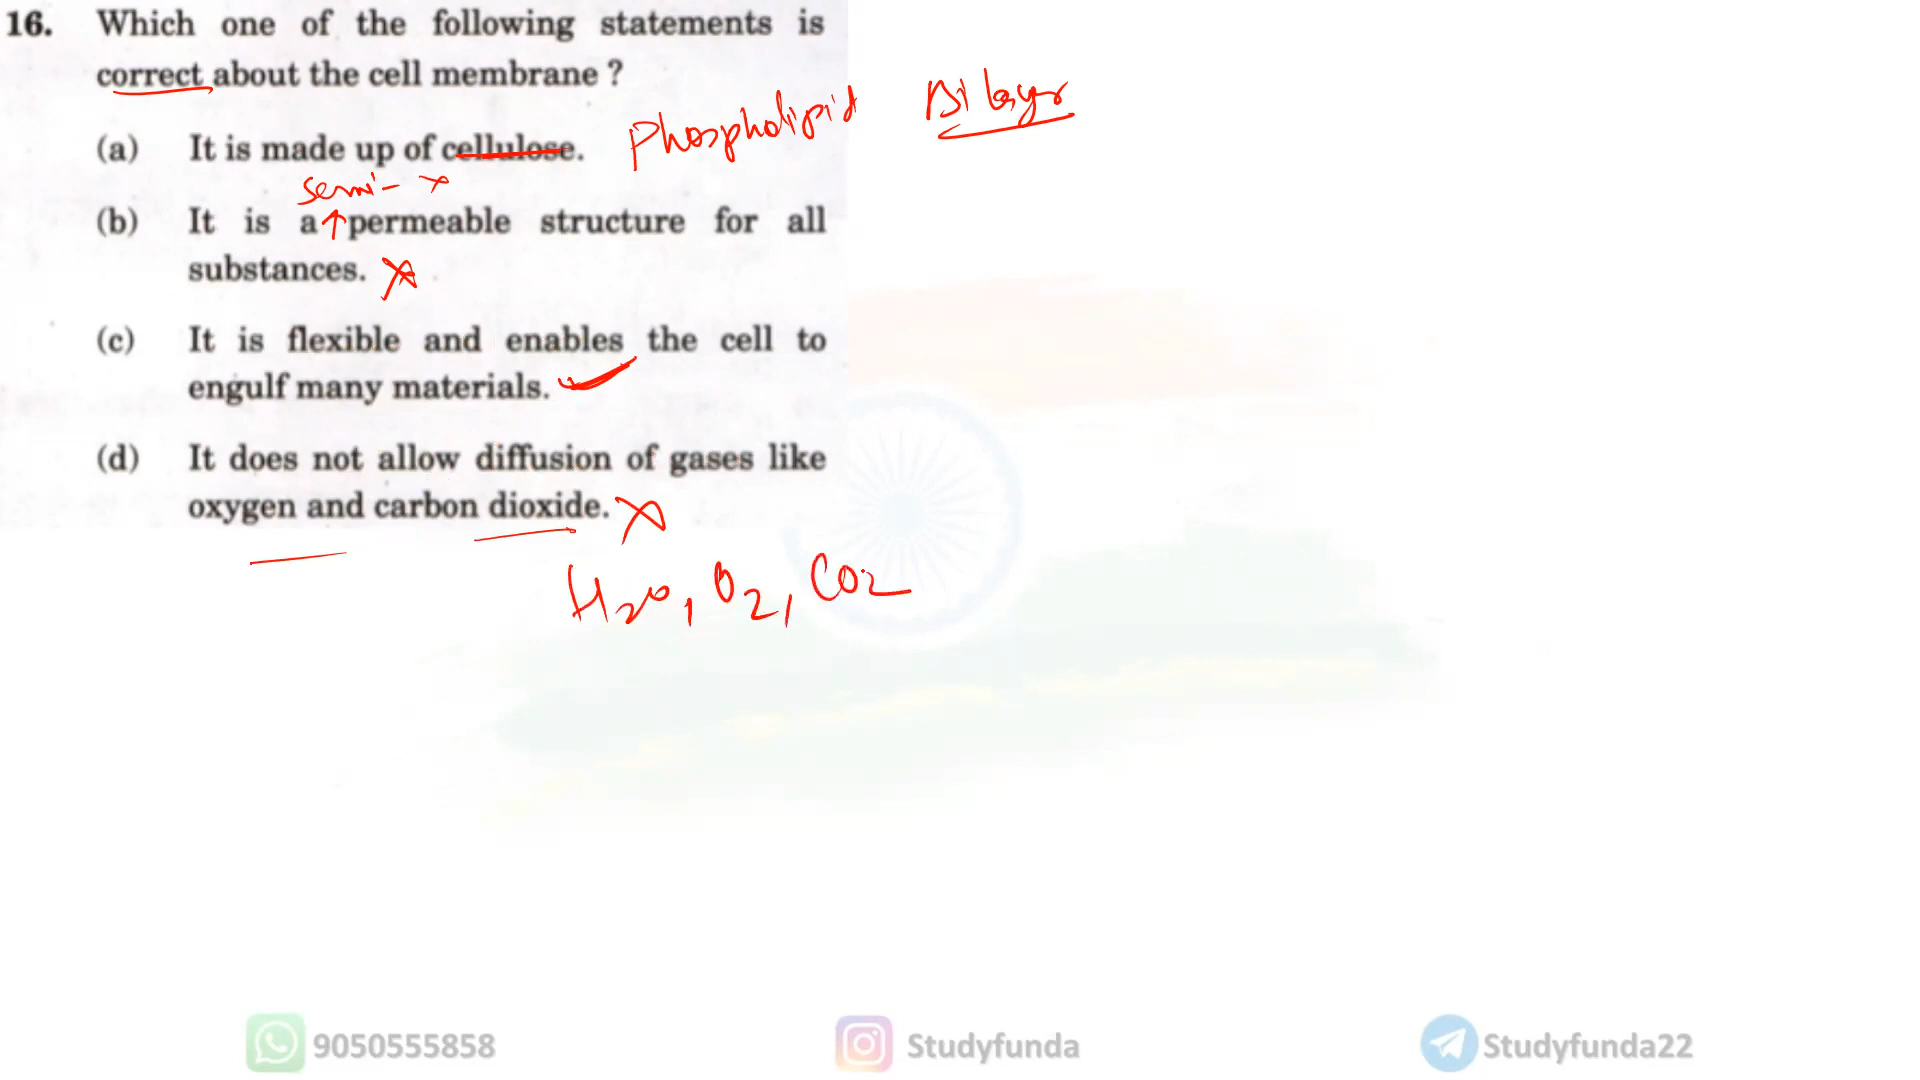 16. Which one of the following statements is
correct about the cell membrane ?
(a) It is made up of cellulose. Phospholipid Bilayer
semi- x
(b) It is a↑permeable structure for all
substances. X
(c) It is flexible and enables the cell to
engulf many materials. ✓
(d) It does not allow diffusion of gases like
oxygen and carbon dioxide. X
H2O, O2, CO2
9050555858 Studyfunda Studyfunda22